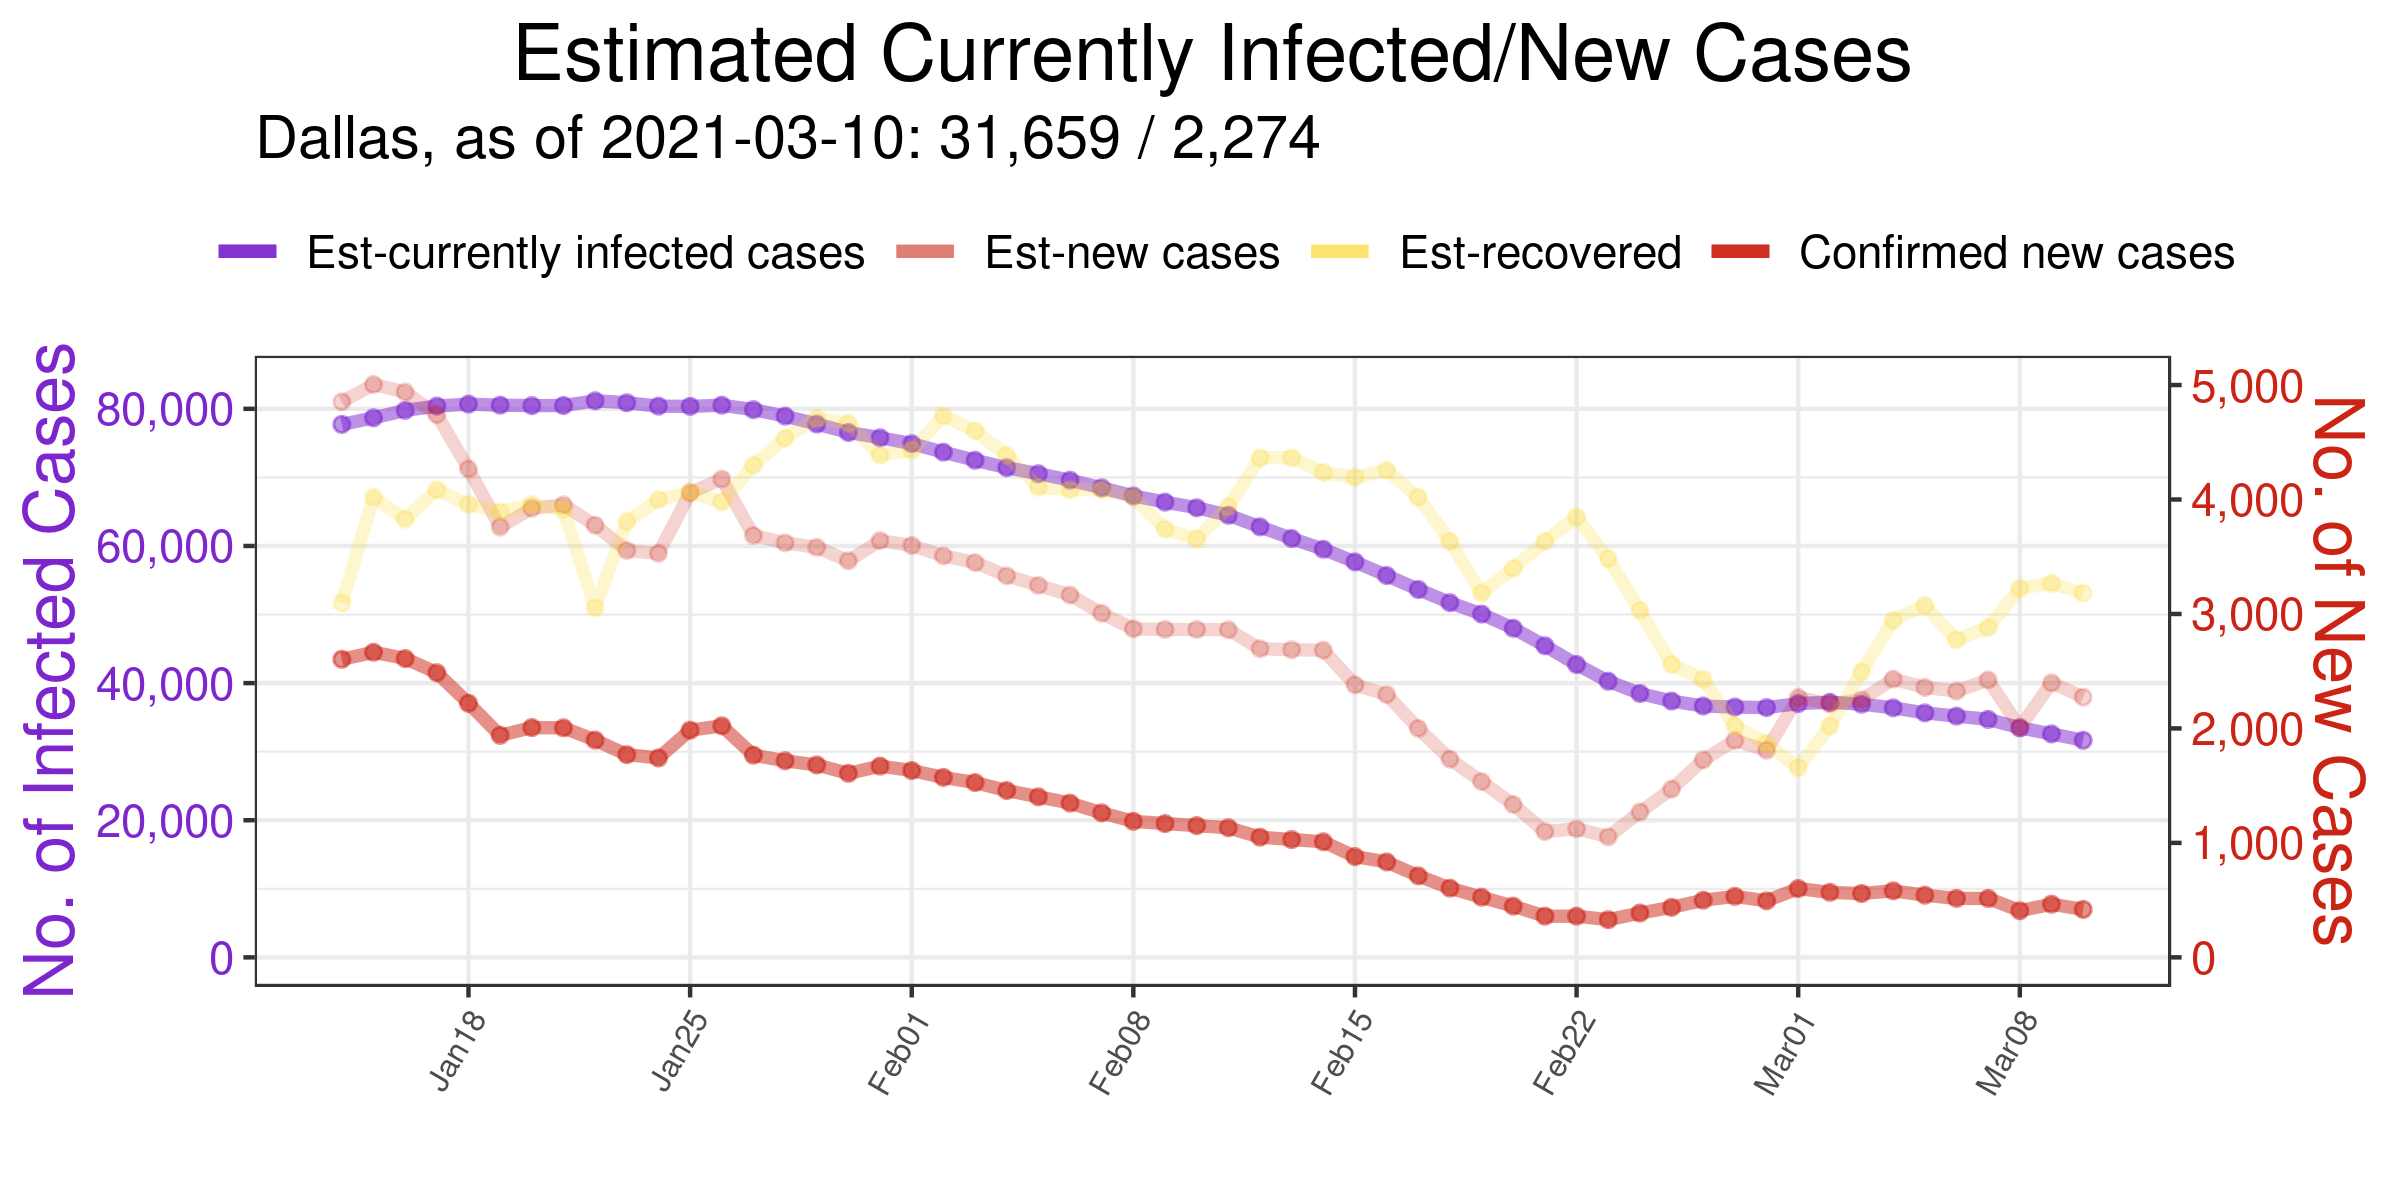 Estimated Currently Infected/New Cases
Dallas, as of 2021-03-10: 31,659 / 2,274
Est-currently infected cases Est-new cases Est-recovered Confirmed new cases
No. of Infected Cases
80,000
60,000
40,000
20,000
0
5,000
4,000
3,000
2,000
1,000
0
No. of New Cases
Jan18 Jan25 Feb01 Feb08 Feb15 Feb22 Mar01 Mar08